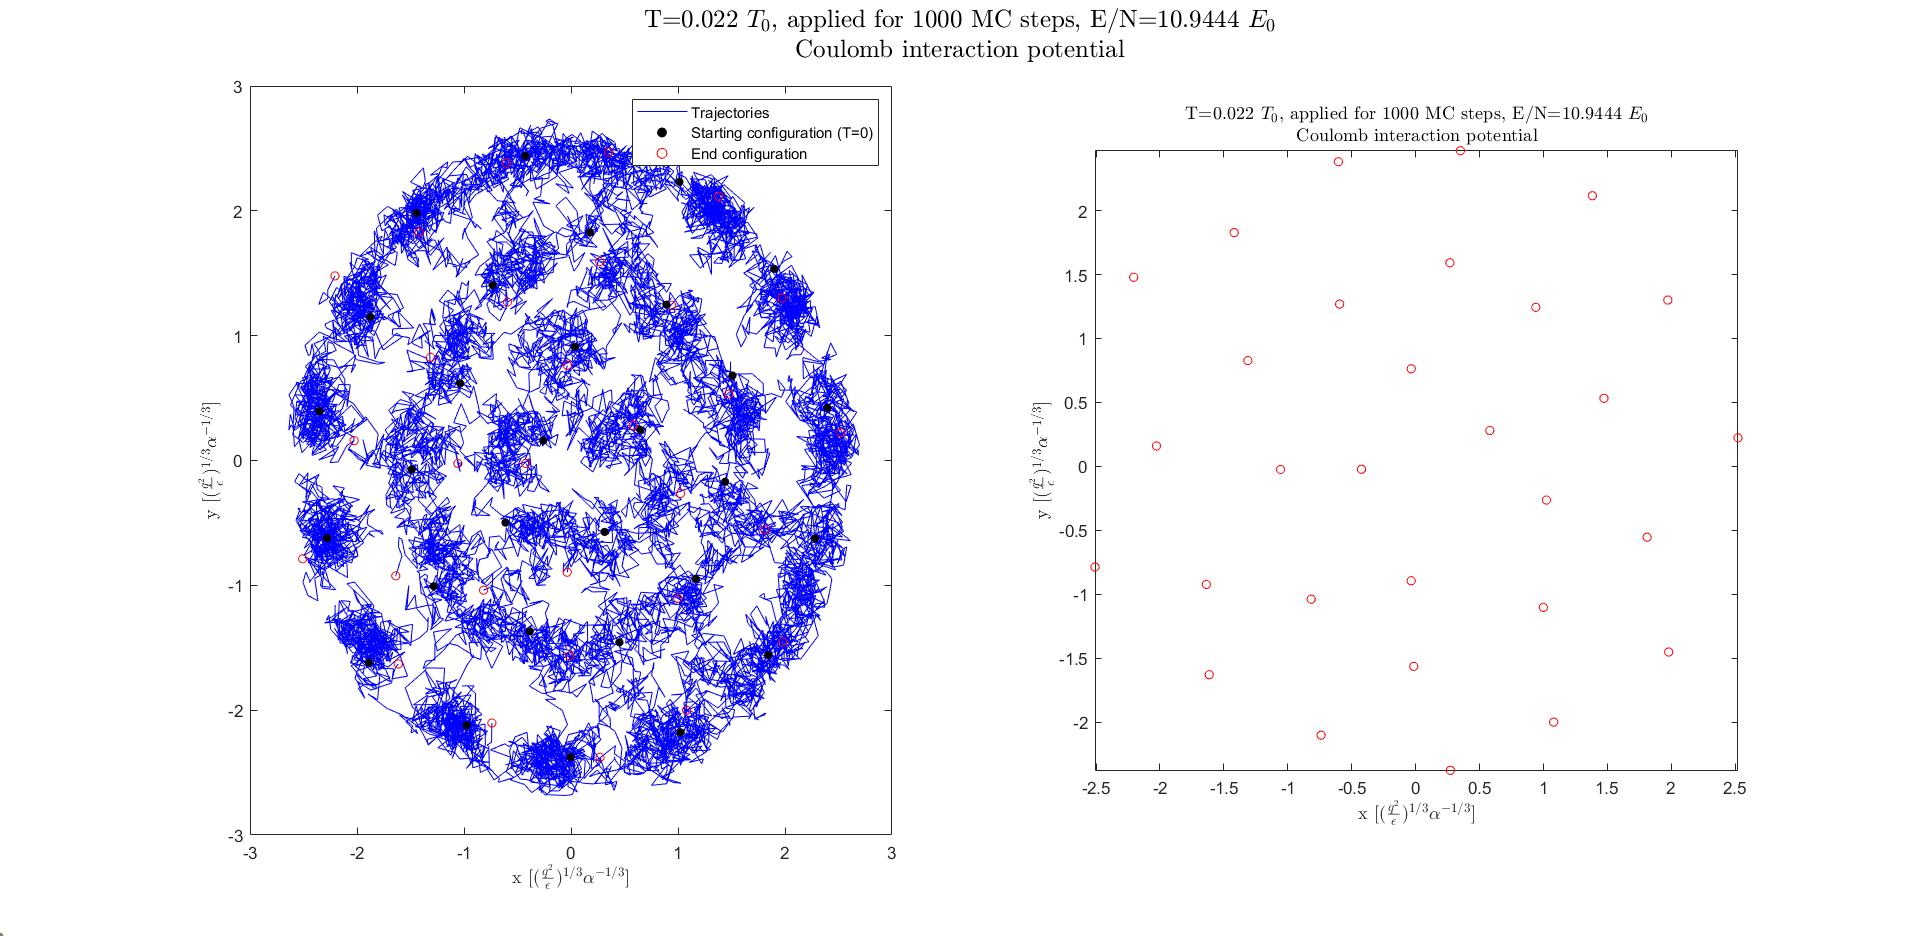 T=0.022 T₀, applied for 1000 MC steps, E/N=10.9444 E₀
Coulomb interaction potential
3
2
1
0
-1
-2
-3
-3 -2 -1 0 1 2 3
y [(q²/ϵ)^1/3 α^-1/3]
x [(q²/ϵ)^1/3 α^-1/3]
Trajectories
Starting configuration (T=0)
End configuration
T=0.022 T₀, applied for 1000 MC steps, E/N=10.9444 E₀
Coulomb interaction potential
2
1.5
1
0.5
0
-0.5
-1
-1.5
-2
-2.5 -2 -1.5 -1 -0.5 0 0.5 1 1.5 2 2.5
y [(q²/ϵ)^1/3 α^-1/3]
x [(q²/ϵ)^1/3 α^-1/3]